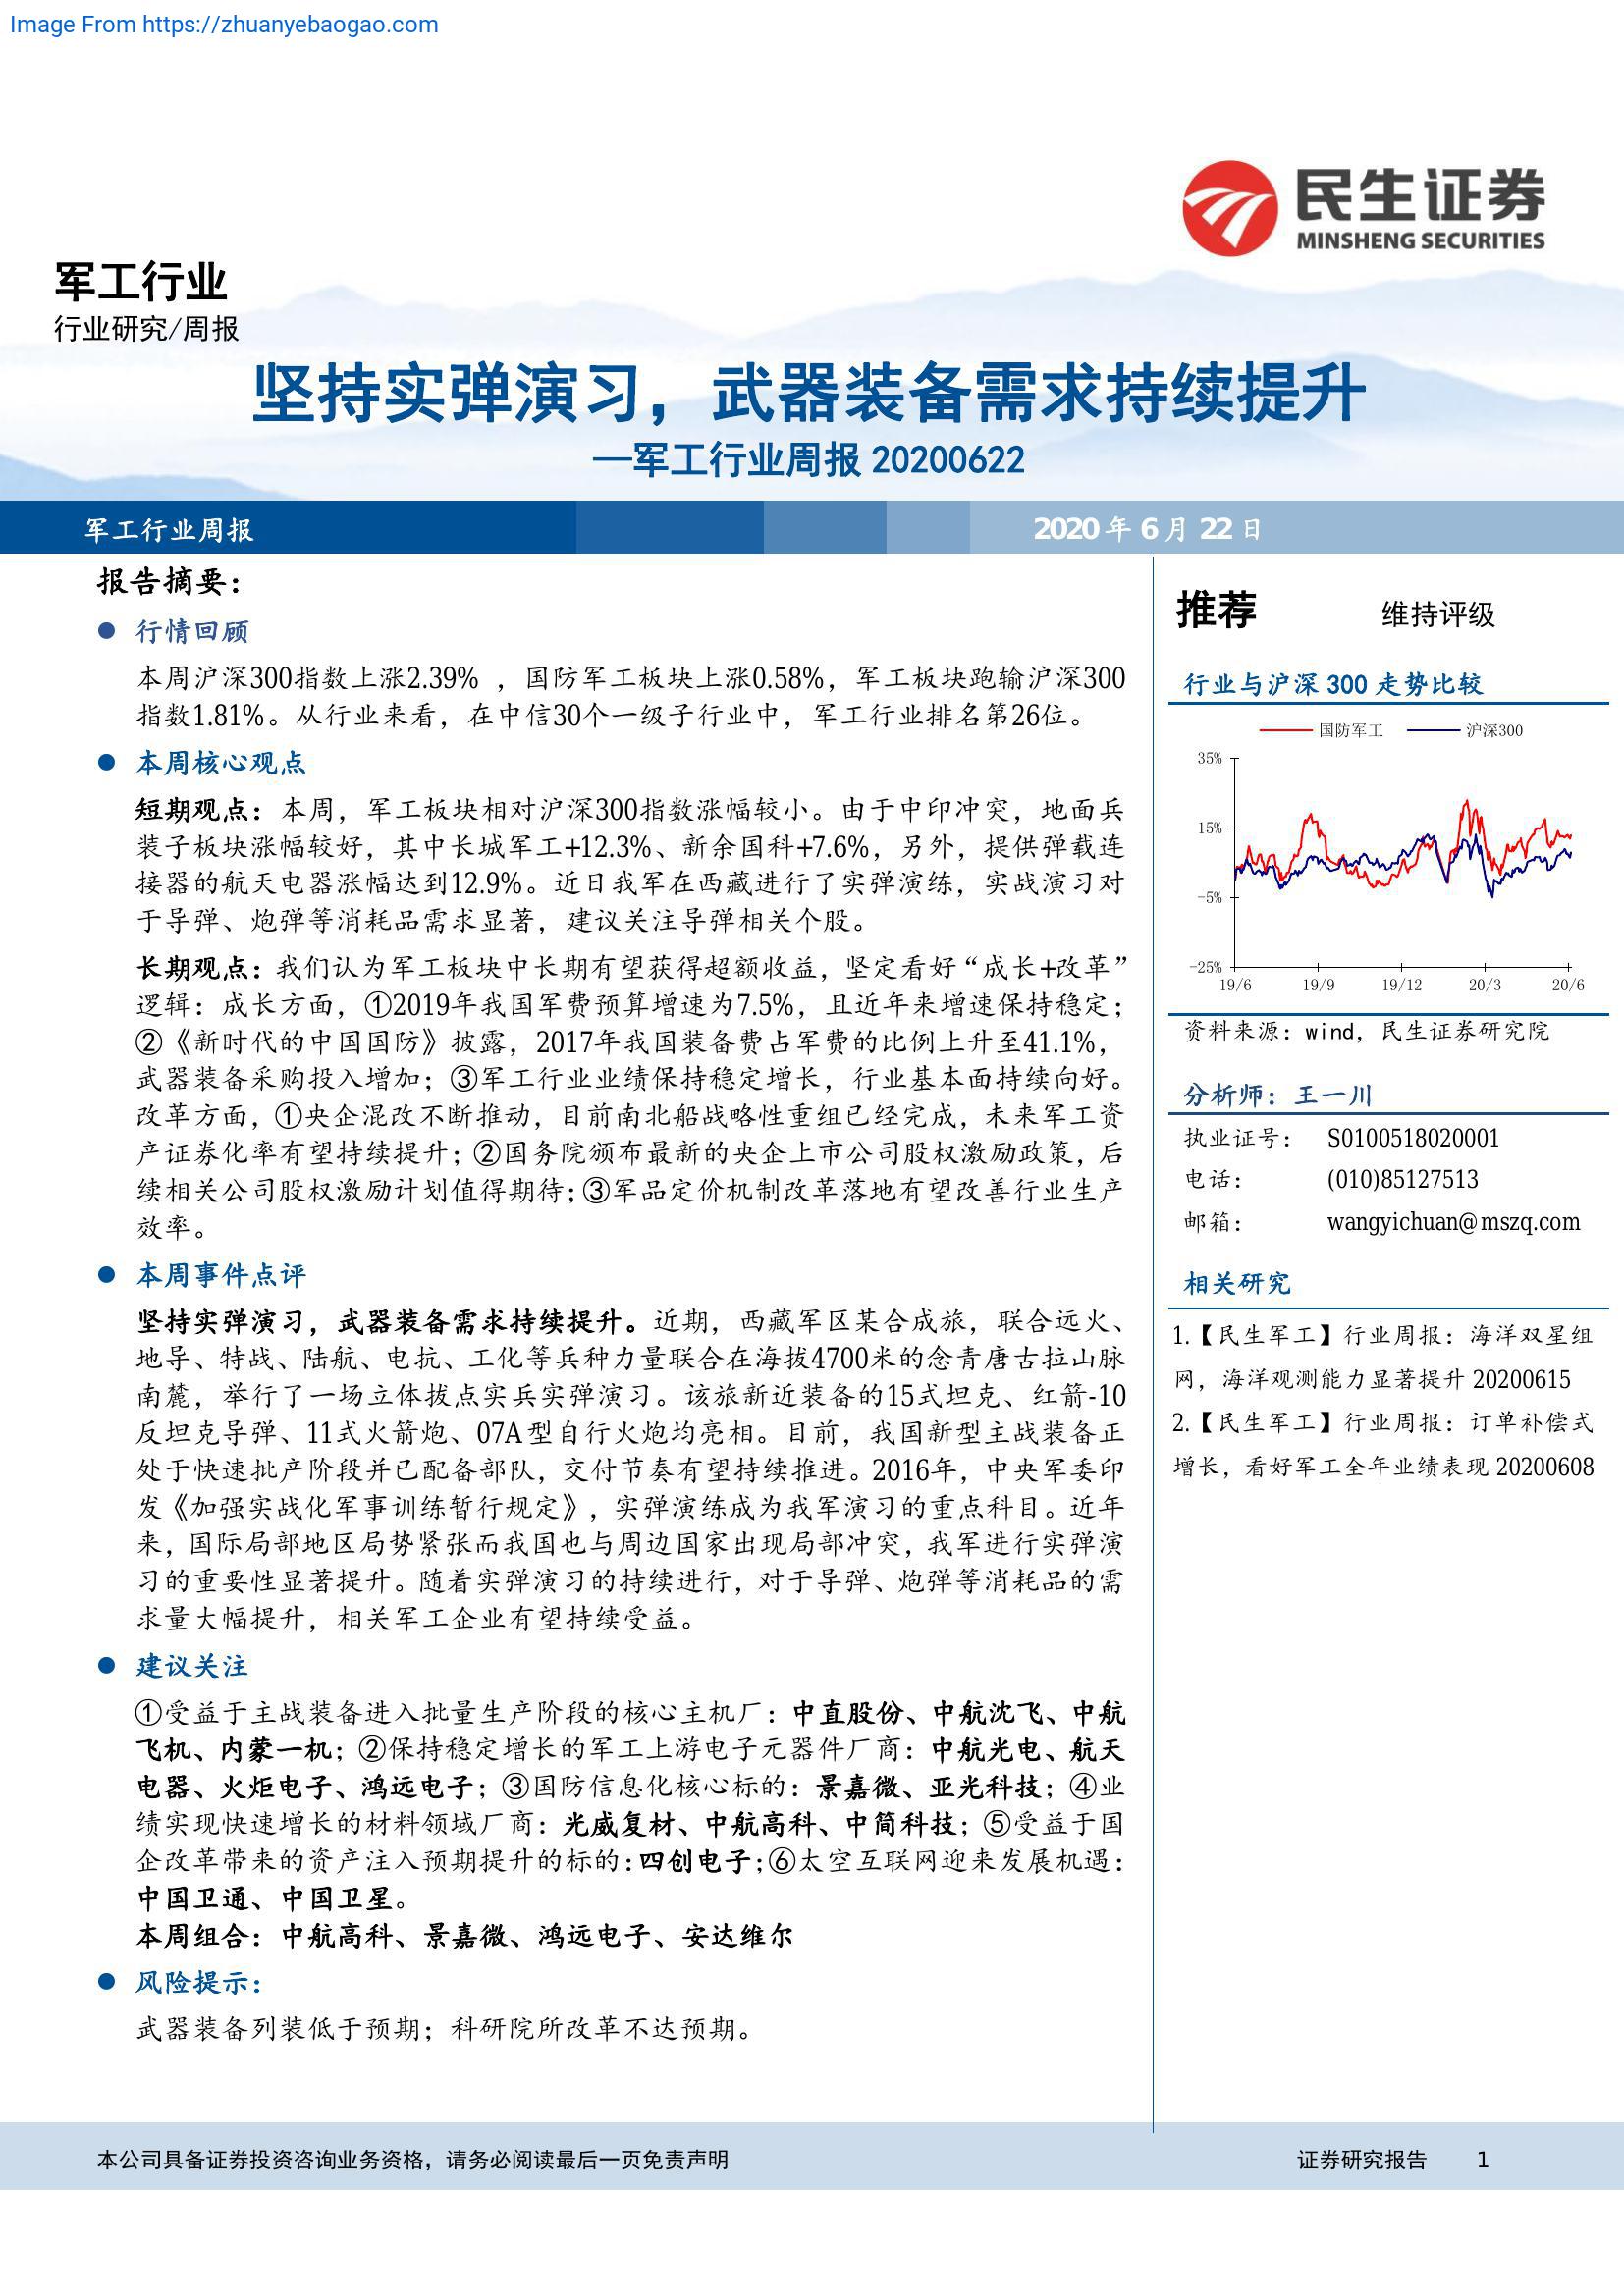 Image From https://zhuanyebaogao.com
民生证券
MINSHENG SECURITIES
军工行业
行业研究/周报
坚持实弹演习，武器装备需求持续提升
—军工行业周报 20200622
军工行业周报
2020 年 6 月 22 日
报告摘要：
● 行情回顾
本周沪深300指数上涨2.39% ，国防军工板块上涨0.58%，军工板块跑输沪深300
指数1.81%。从行业来看，在中信30个一级子行业中，军工行业排名第26位。
● 本周核心观点
短期观点：本周，军工板块相对沪深300指数涨幅较小。由于中印冲突，地面兵
装子板块涨幅较好，其中长城军工+12.3%、新余国科+7.6%，另外，提供弹载连
接器的航天电器涨幅达到12.9%。近日我军在西藏进行了实弹演练，实战演习对
于导弹、炮弹等消耗品需求显著，建议关注导弹相关个股。
长期观点：我们认为军工板块中长期有望获得超额收益，坚定看好“成长+改革”
逻辑：成长方面，①2019年我国军费预算增速为7.5%，且近年来增速保持稳定；
②《新时代的中国国防》披露，2017年我国装备费占军费的比例上升至41.1%，
武器装备采购投入增加；③军工行业业绩保持稳定增长，行业基本面持续向好。
改革方面，①央企混改不断推动，目前南北船战略性重组已经完成，未来军工资
产证券化率有望持续提升；②国务院颁布最新的央企上市公司股权激励政策，后
续相关公司股权激励计划值得期待；③军品定价机制改革落地有望改善行业生产
效率。
● 本周事件点评
坚持实弹演习，武器装备需求持续提升。近期，西藏军区某合成旅，联合远火、
地导、特战、陆航、电抗、工化等兵种力量联合在海拔4700米的念青唐古拉山脉
南麓，举行了一场立体拔点实兵实弹演习。该旅新近装备的15式坦克、红箭-10
反坦克导弹、11式火箭炮、07A型自行火炮均亮相。目前，我国新型主战装备正
处于快速批产阶段并已配备部队，交付节奏有望持续推进。2016年，中央军委印
发《加强实战化军事训练暂行规定》，实弹演练成为我军演习的重点科目。近年
来，国际局部地区局势紧张而我国也与周边国家出现局部冲突，我军进行实弹演
习的重要性显著提升。随着实弹演习的持续进行，对于导弹、炮弹等消耗品的需
求量大幅提升，相关军工企业有望持续受益。
● 建议关注
①受益于主战装备进入批量生产阶段的核心主机厂：中直股份、中航沈飞、中航
飞机、内蒙一机；②保持稳定增长的军工上游电子元器件厂商：中航光电、航天
电器、火炬电子、鸿远电子；③国防信息化核心标的：景嘉微、亚光科技；④业
绩实现快速增长的材料领域厂商：光威复材、中航高科、中简科技；⑤受益于国
企改革带来的资产注入预期提升的标的：四创电子；⑥太空互联网迎来发展机遇：
中国卫通、中国卫星。
本周组合：中航高科、景嘉微、鸿远电子、安达维尔
● 风险提示：
武器装备列装低于预期；科研院所改革不达预期。
推荐 维持评级
行业与沪深 300 走势比较
国防军工 沪深300
35%
15%
-5%
-25%
19/6 19/9 19/12 20/3 20/6
资料来源：wind，民生证券研究院
分析师：王一川
执业证号： S0100518020001
电话： (010)85127513
邮箱： wangyichuan@mszq.com
相关研究
1.【民生军工】行业周报：海洋双星组
网，海洋观测能力显著提升 20200615
2.【民生军工】行业周报：订单补偿式
增长，看好军工全年业绩表现 20200608
本公司具备证券投资咨询业务资格，请务必阅读最后一页免责声明
证券研究报告 1